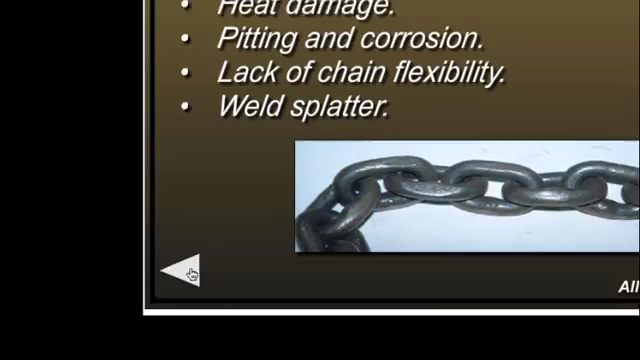 • Heat damage.
• Pitting and corrosion.
• Lack of chain flexibility.
• Weld splatter.
All